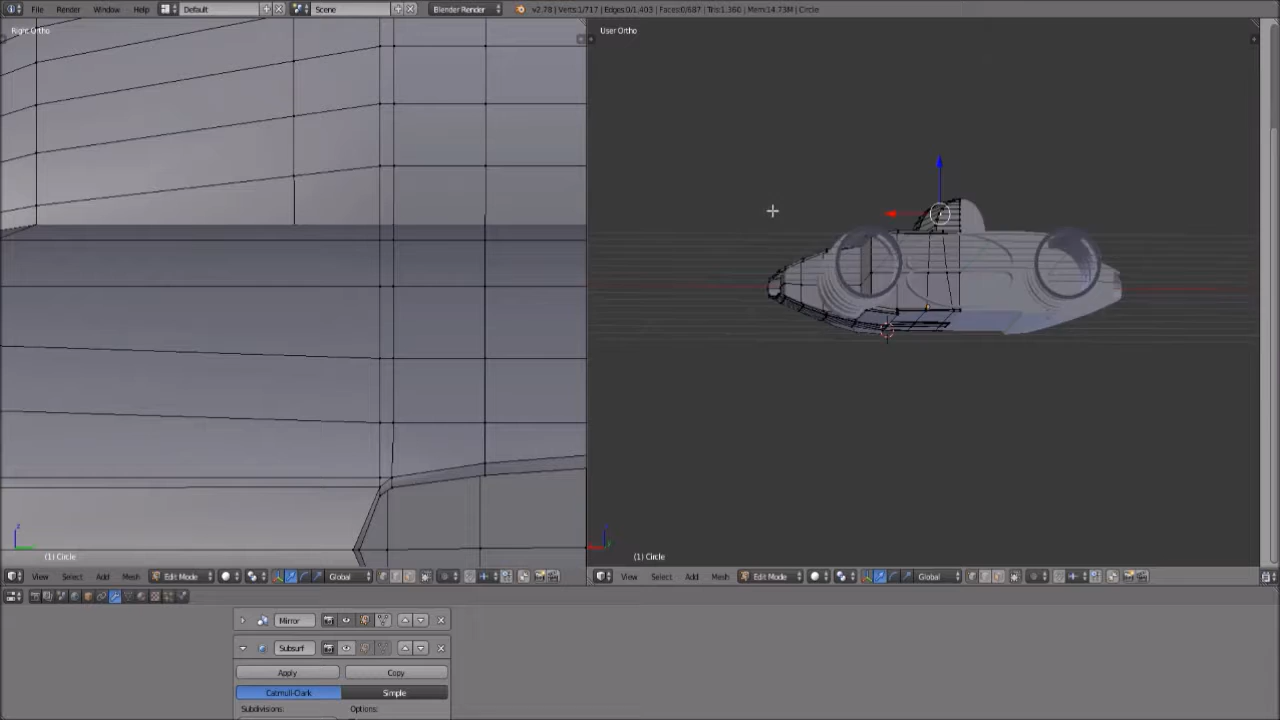 File Render Window Help Default Scene Blender Render v2.78 | Verts:1/717 | Edges:0/1,403 | Faces:0/687 | Tris:1,360 | Mem:14.73M | Circle
Right Ortho
User Ortho
(1) Circle
(1) Circle
View Select Add Mesh Edit Mode Global
View Select Add Mesh Edit Mode Global
Mirror
Subsurf
Apply Copy
Catmull-Clark Simple
Subdivisions: Options: